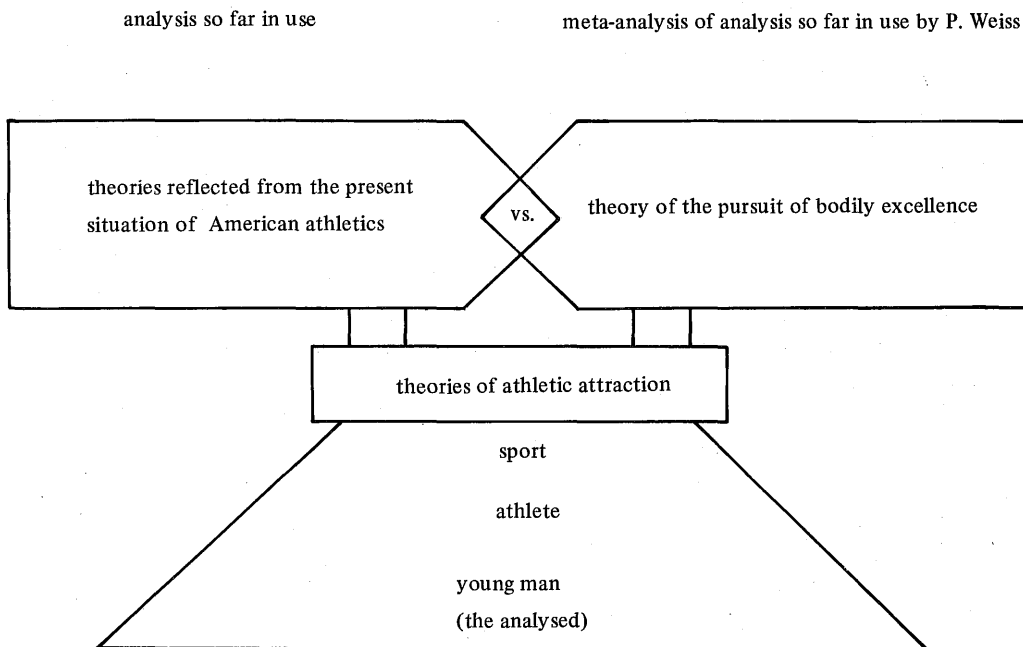 analysis so far in use
meta-analysis of analysis so far in use by P. Weiss
theories reflected from the present
situation of American athletics
vs.
theory of the pursuit of bodily excellence
theories of athletic attraction
sport
athlete
young man
(the analysed)